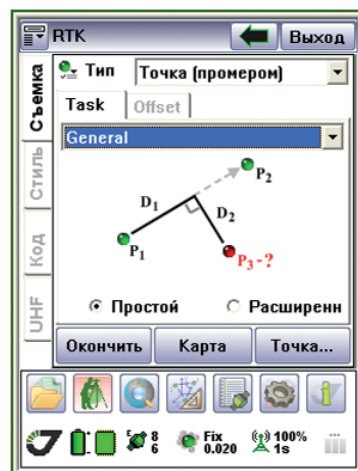 RTK
Выход
Съемка
Стиль
Код
UHF
Тип
Точка (промером)
Task
Offset
General
D1
D2
P1
P2
P3-?
Простой
Расширенн
Окончить
Карта
Точка...
8
6
Fix
0.020
100%
1s